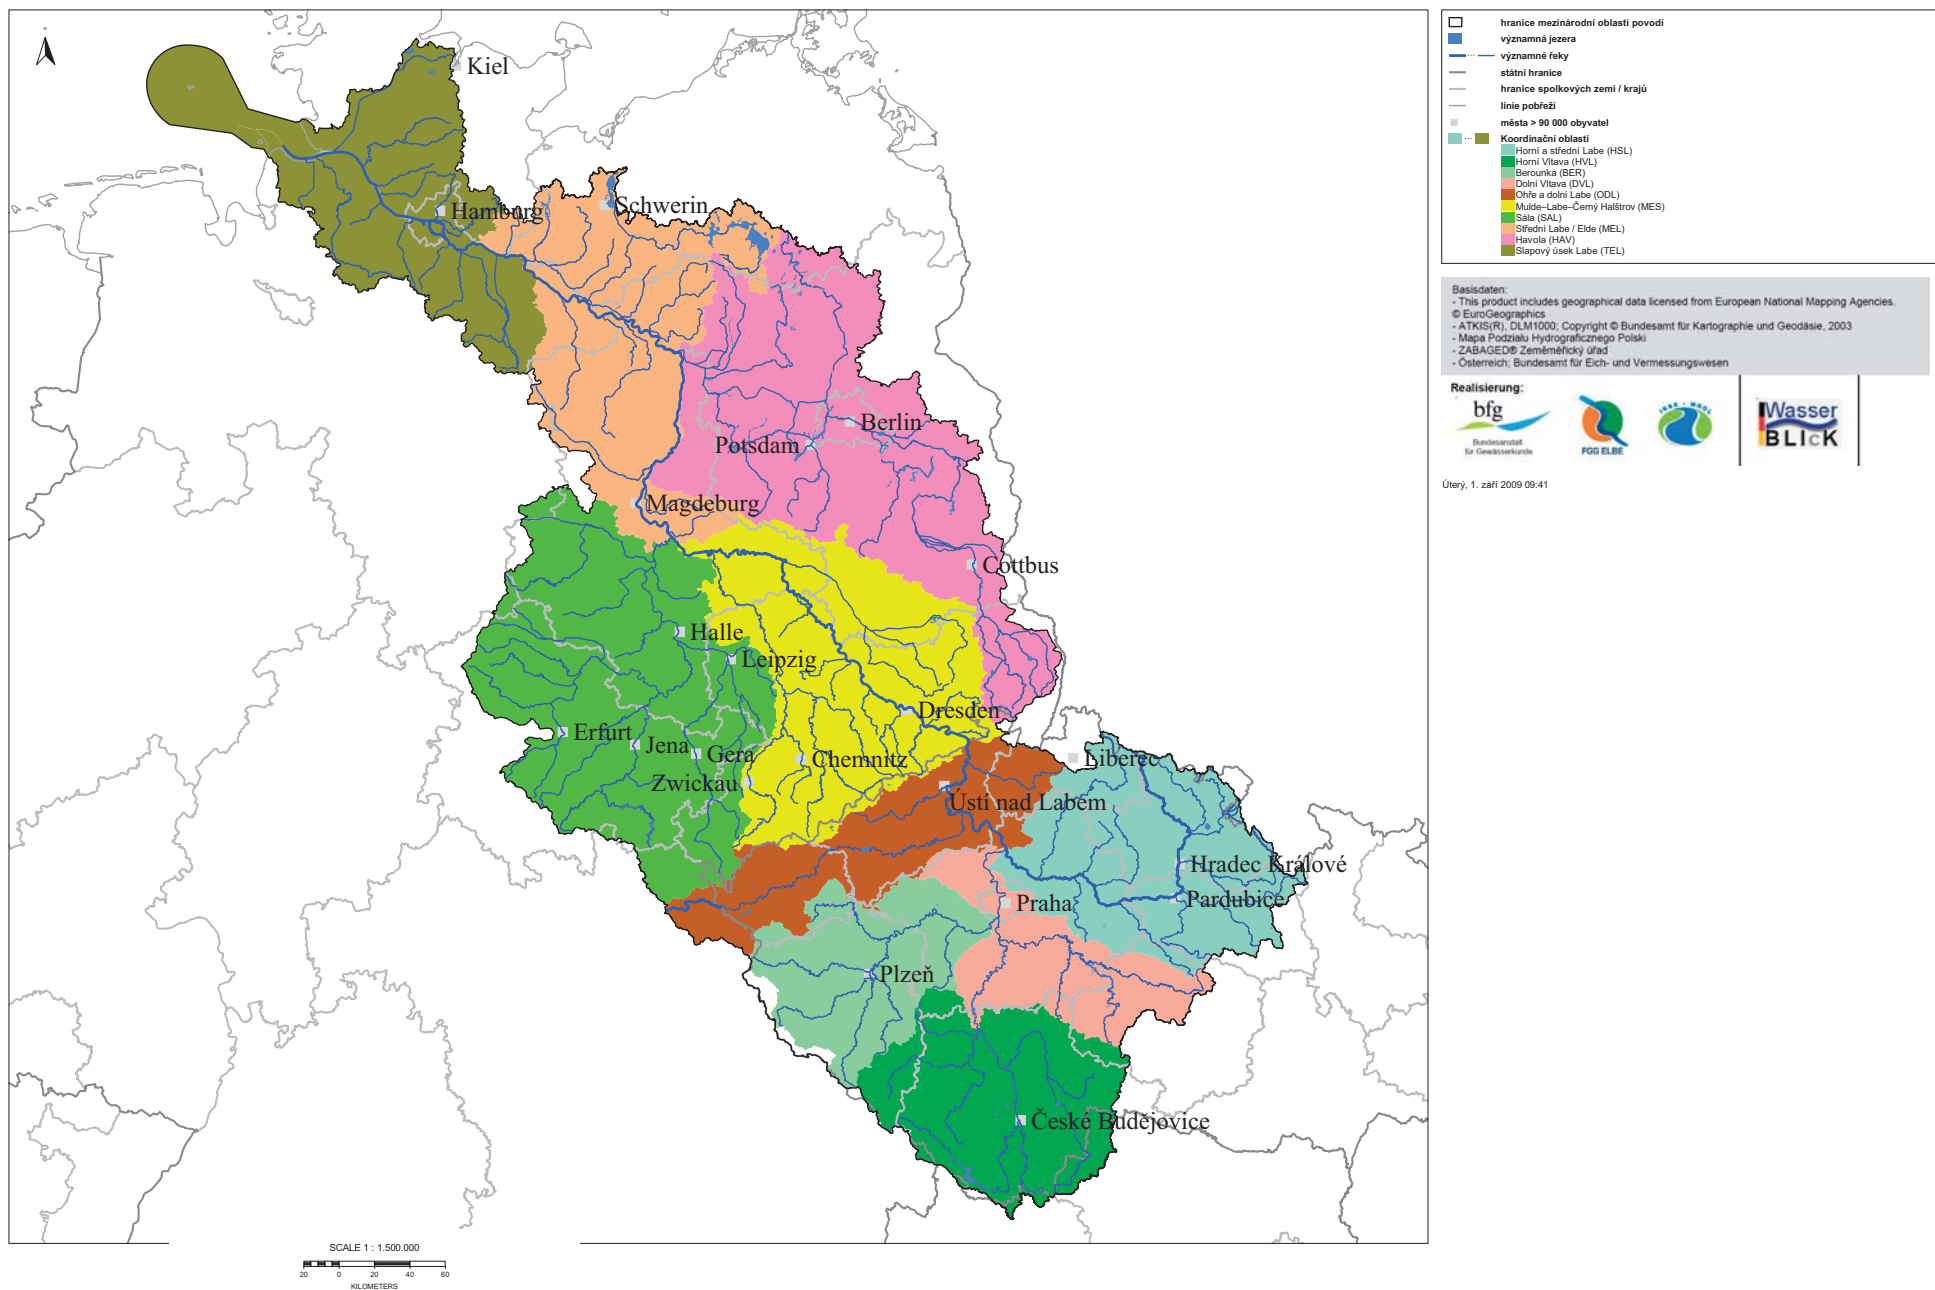 Kiel
Hamburg
Schwerin
Berlin
Potsdam
Magdeburg
Cottbus
Halle
Leipzig
Dresden
Erfurt
Jena
Gera
Chemnitz
Zwickau
Liberec
Ústí nad Labem
Hradec Králové
Pardubice
Praha
Plzeň
České Budějovice
SCALE 1 : 1.500.000
20 0 20 40 60
KILOMETERS
hranice mezinárodní oblasti povodí
významná jezera
významné řeky
státní hranice
hranice spolkových zemí / krajů
linie pobřeží
města > 90 000 obyvatel
Koordinační oblasti
Horní a střední Labe (HSL)
Horní Vltava (HVL)
Berounka (BER)
Dolní Vltava (DVL)
Ohře a dolní Labe (ODL)
Mulde–Labe–Černý Halštrov (MES)
Sála (SAL)
Střední Labe / Elde (MEL)
Havola (HAV)
Slapový úsek Labe (TEL)
Basisdaten:
- This product includes geographical data licensed from European National Mapping Agencies.
© EuroGeographics
- ATKIS(R), DLM1000; Copyright © Bundesamt für Kartographie und Geodäsie, 2003
- Mapa Podzialu Hydrograficznego Polski
- ZABAGED® Zeměměřický úřad
- Österreich; Bundesamt für Eich- und Vermessungswesen
Realisierung:
bfg
Bundesanstalt
für Gewässerkunde
FGG ELBE
IKSE - MKOL
Wasser
BLIcK
Úterý, 1. září 2009 09:41